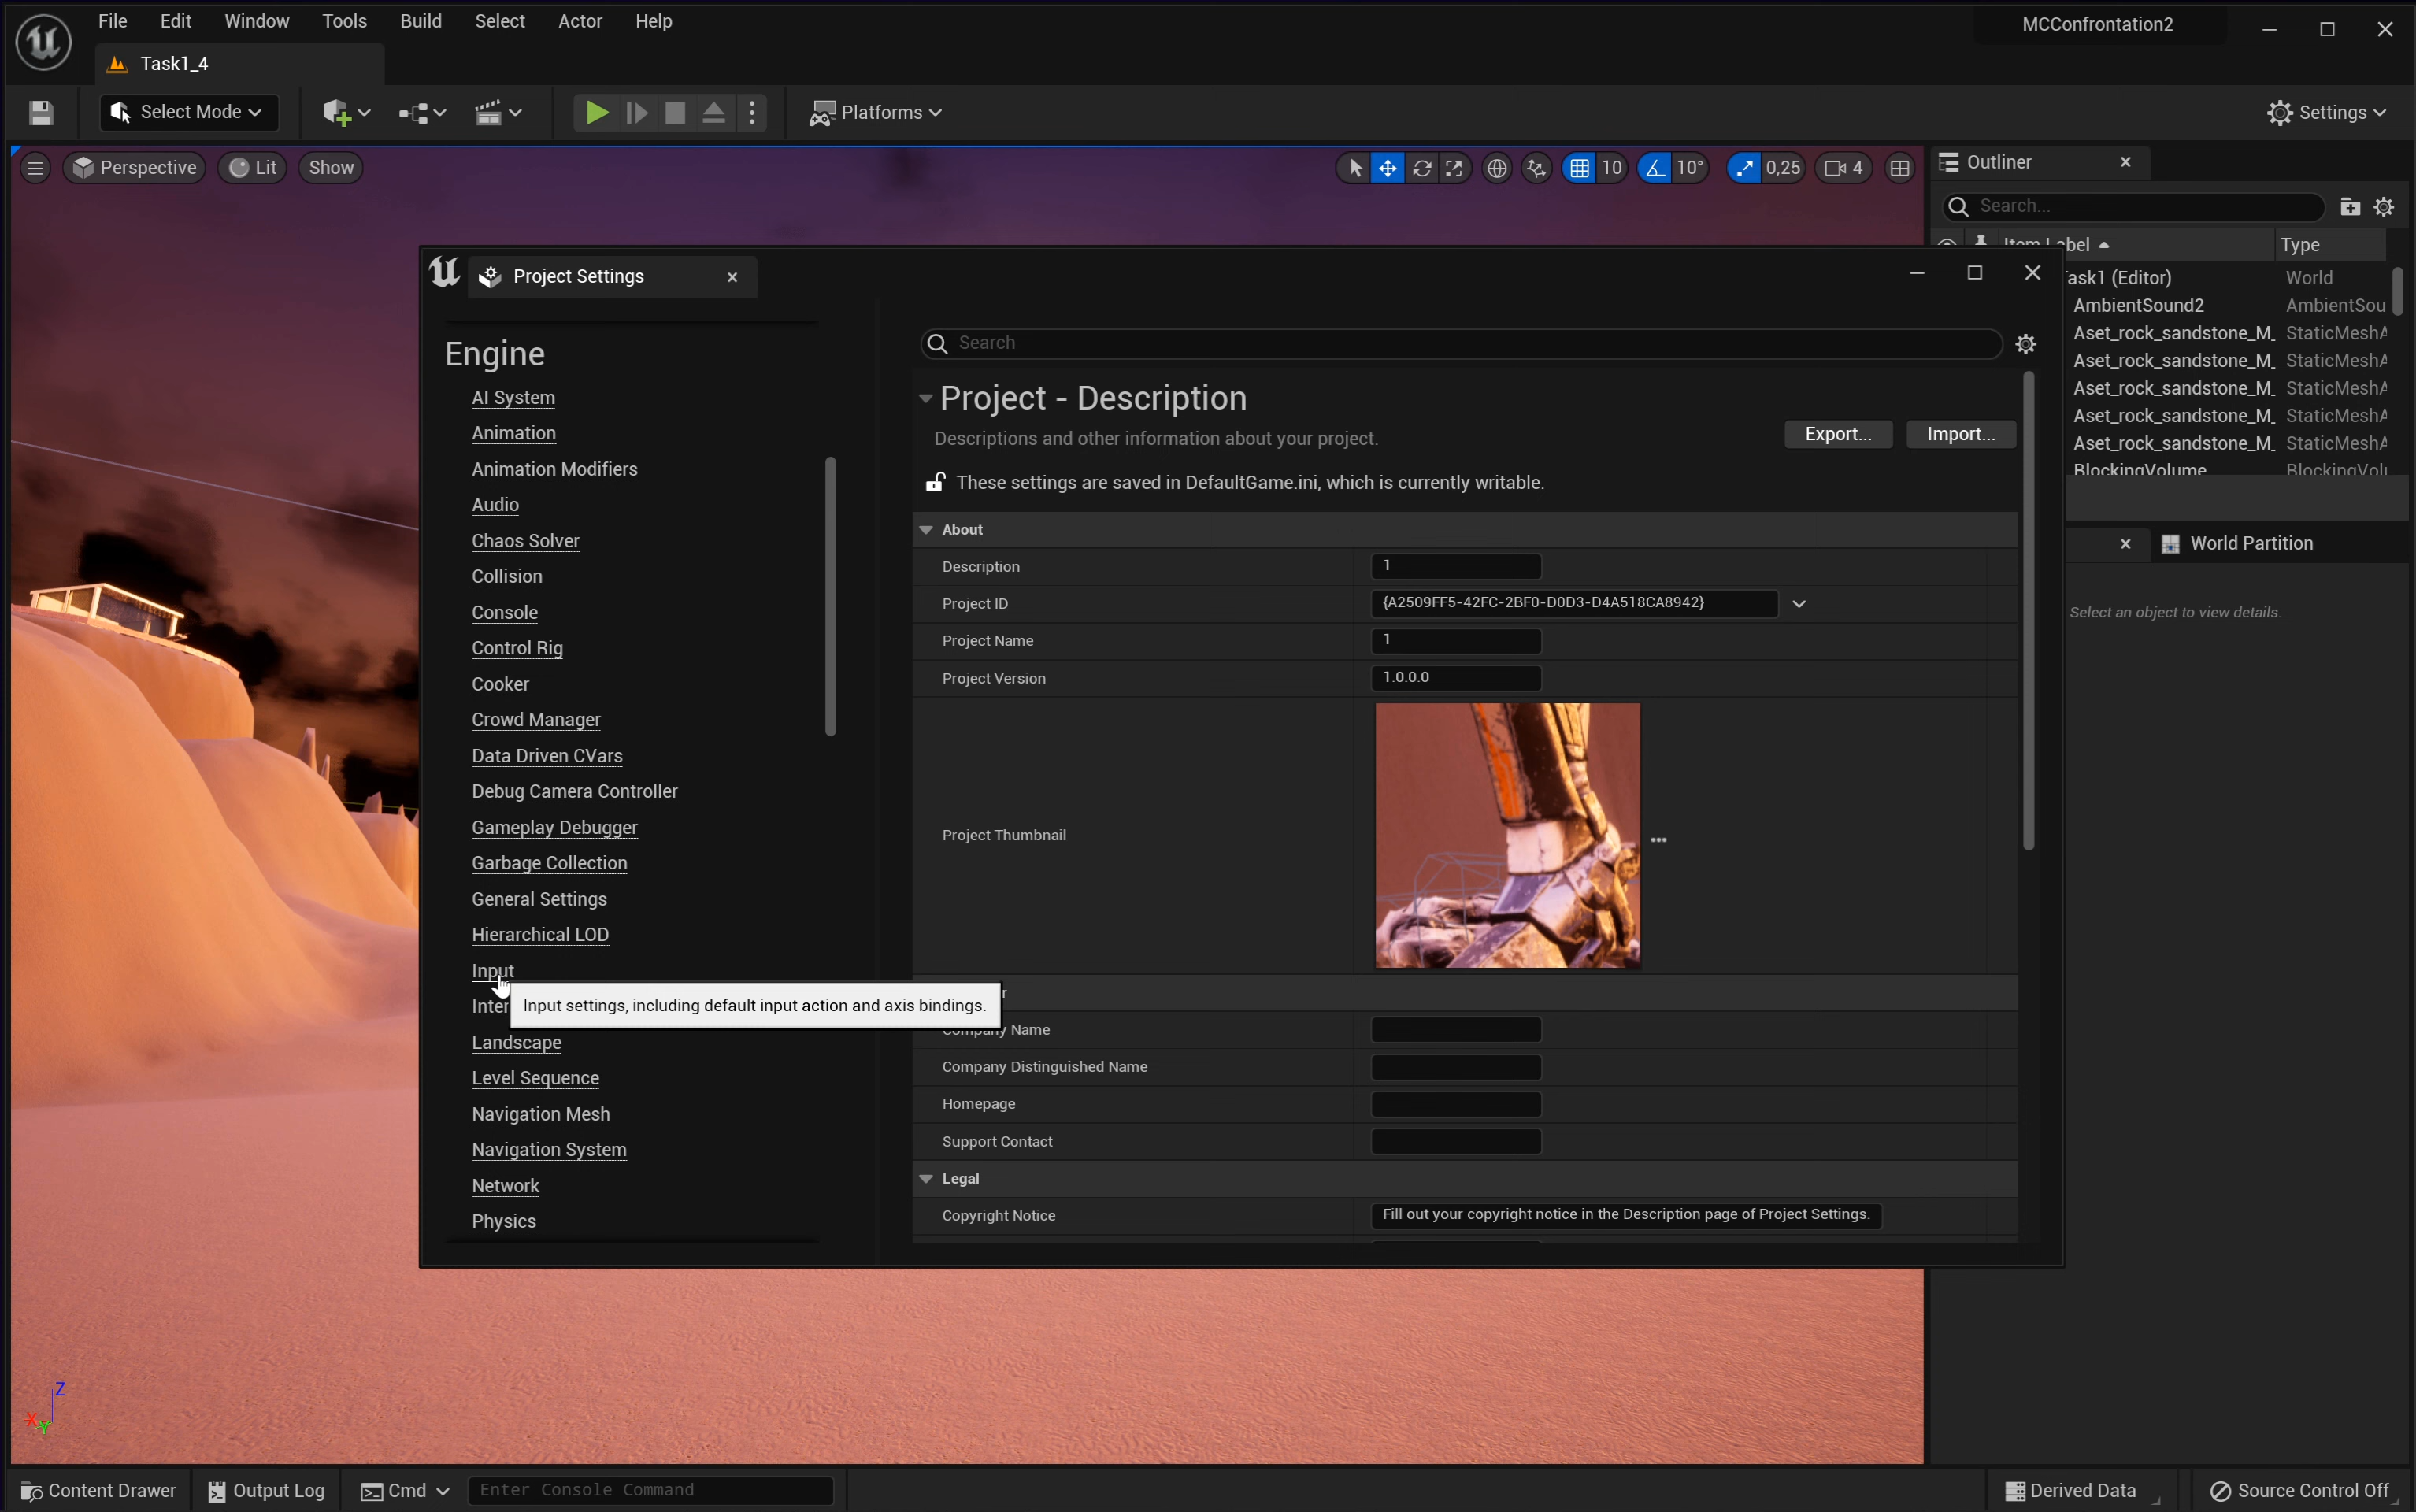 File Edit Window Tools Build Select Actor Help
MCConfrontation2
Task1_4
Select Mode
Platforms
Settings
Perspective
Lit
Show
10
10°
0,25
4
Outliner
Search...
Item Label
Type
Task1 (Editor) World
AmbientSound2 AmbientSou
Aset_rock_sandstone_M_ StaticMeshA
Aset_rock_sandstone_M_ StaticMeshA
Aset_rock_sandstone_M_ StaticMeshA
Aset_rock_sandstone_M_ StaticMeshA
Aset_rock_sandstone_M_ StaticMeshA
BlockingVolume BlockingVolu
World Partition
Select an object to view details.
Project Settings
Engine
AI System
Animation
Animation Modifiers
Audio
Chaos Solver
Collision
Console
Control Rig
Cooker
Crowd Manager
Data Driven CVars
Debug Camera Controller
Gameplay Debugger
Garbage Collection
General Settings
Hierarchical LOD
Input
Inter
Input settings, including default input action and axis bindings.
Landscape
Level Sequence
Navigation Mesh
Navigation System
Network
Physics
Search
Project - Description
Descriptions and other information about your project.
Export...
Import...
These settings are saved in DefaultGame.ini, which is currently writable.
About
Description 1
Project ID {A2509FF5-42FC-2BF0-D0D3-D4A518CA8942}
Project Name 1
Project Version 1.0.0.0
Project Thumbnail
Company Name
Company Distinguished Name
Homepage
Support Contact
Legal
Copyright Notice Fill out your copyright notice in the Description page of Project Settings.
Z
X
Y
Content Drawer
Output Log
Cmd
Enter Console Command
Derived Data
Source Control Off